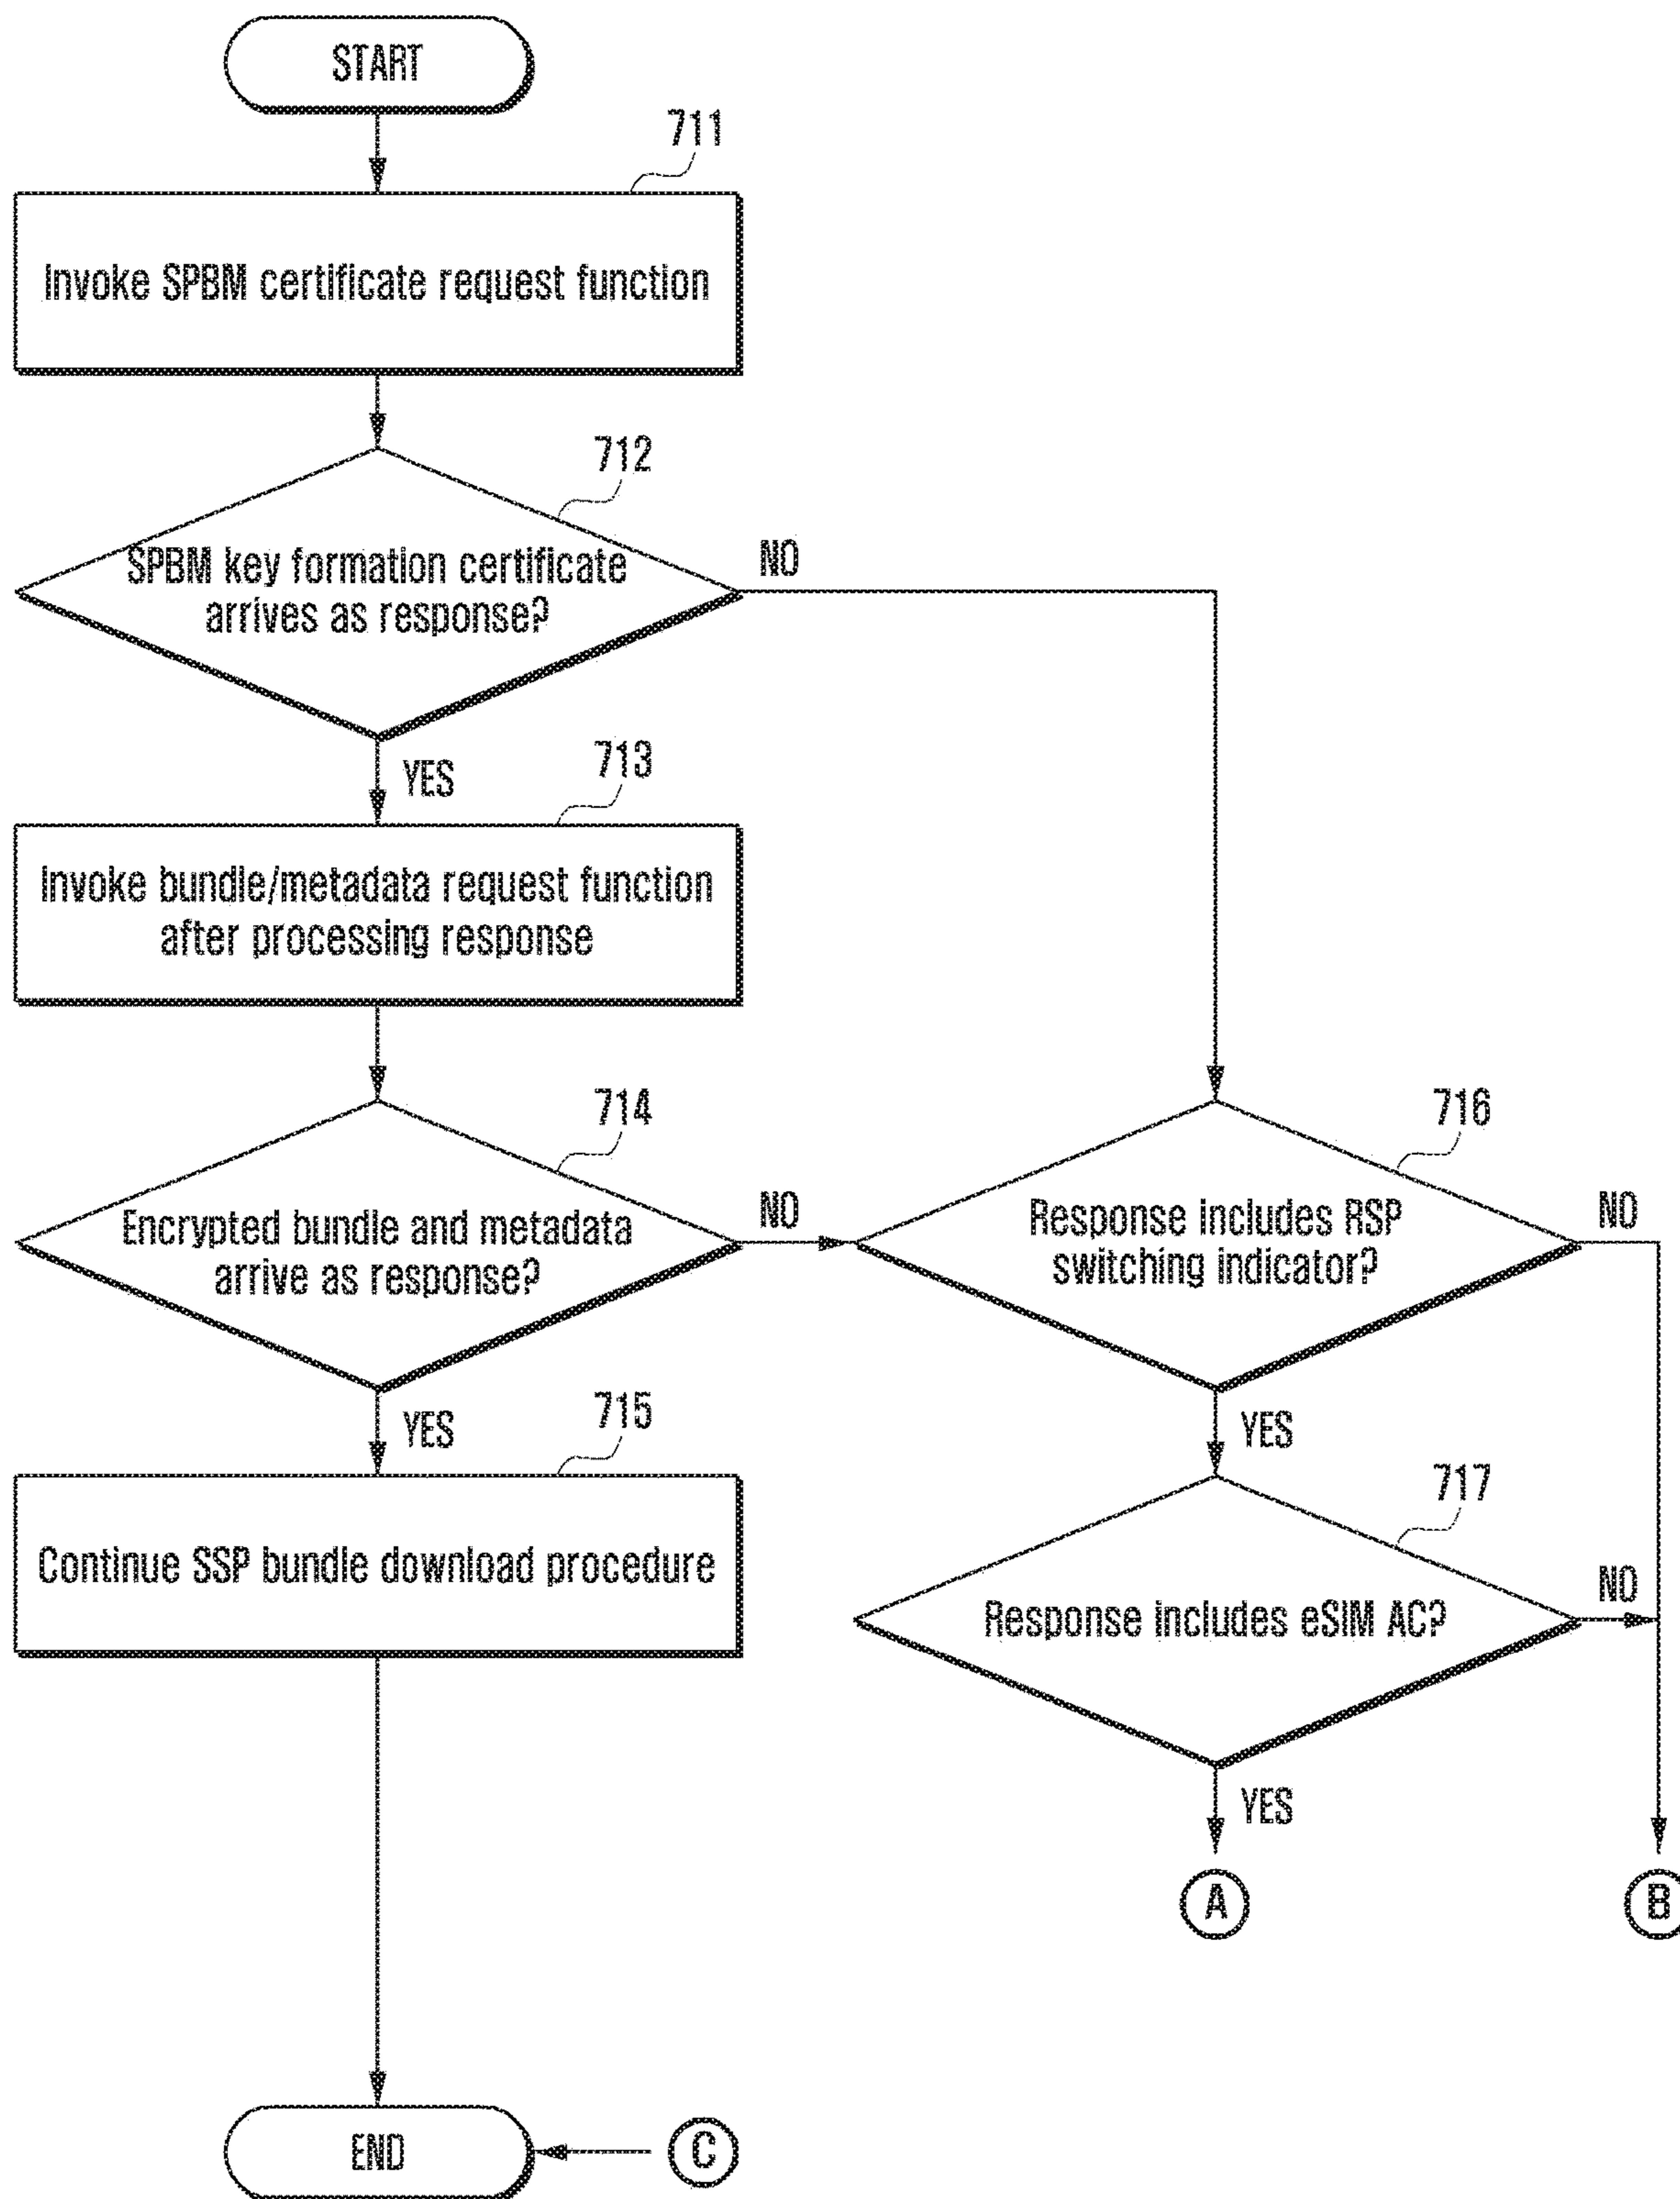 START
711
Invoke SPBM certificate request function
712
SPBM key formation certificate
arrives as response?
NO
YES
713
Invoke bundle/metadata request function
after processing response
714
Encrypted bundle and metadata
arrive as response?
NO
716
Response includes RSP
switching indicator?
NO
YES
715
Continue SSP bundle download procedure
YES
717
Response includes eSIM AC?
NO
YES
A
B
END
C